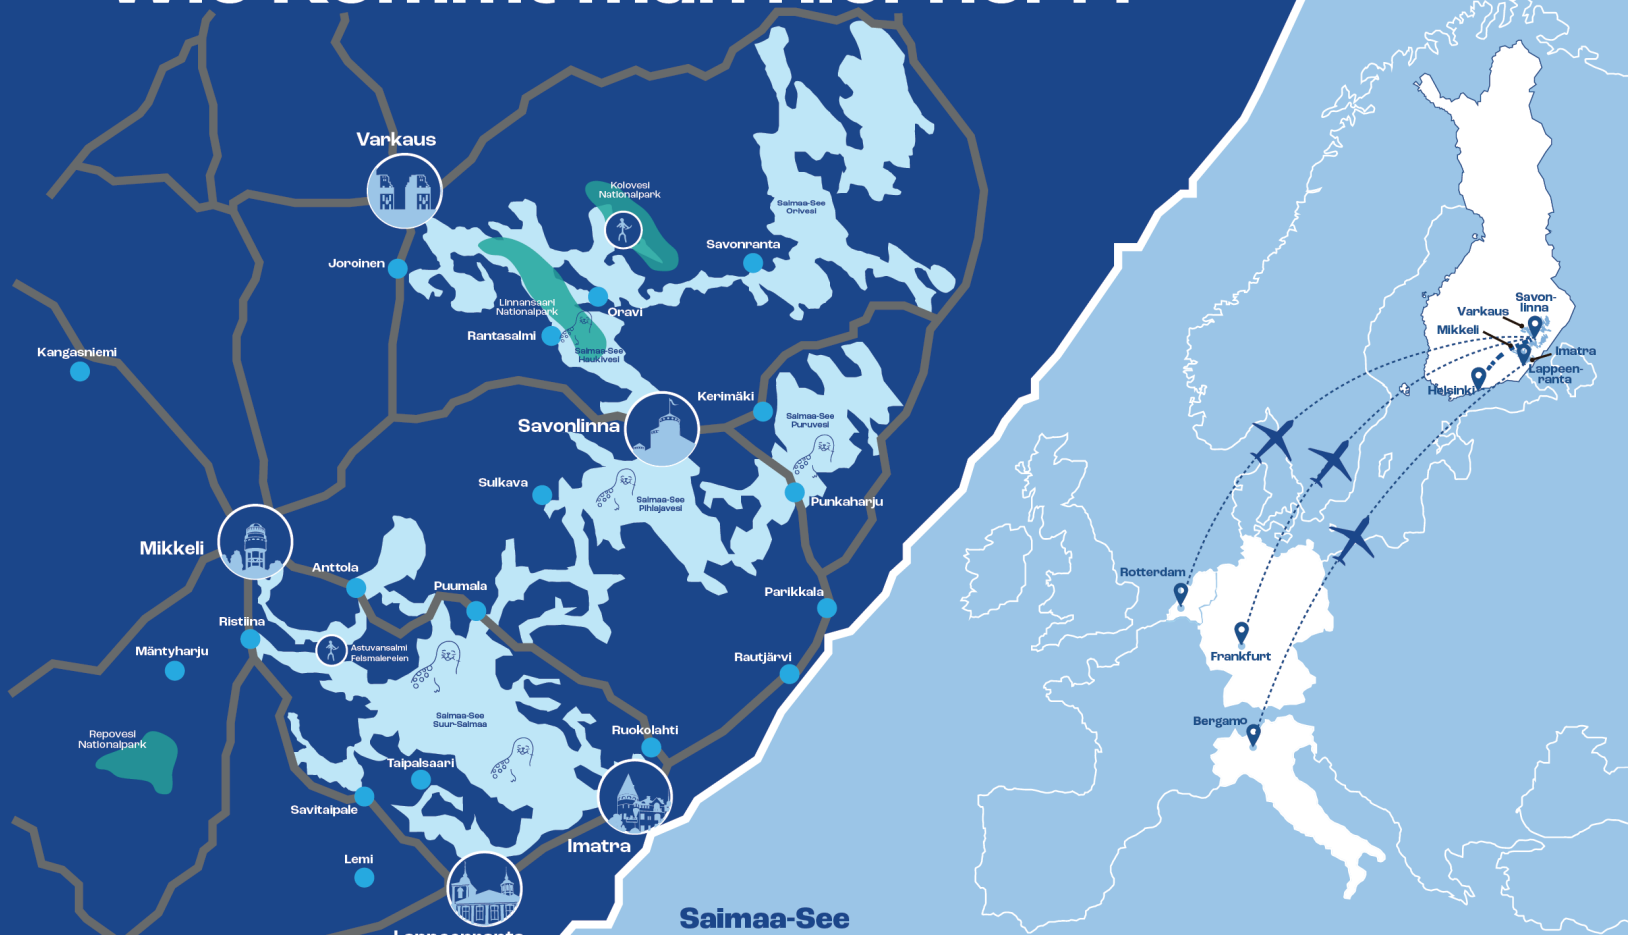 Varkaus
Kolovesi
Nationalpark
Saimaa-See
Orivesi
Savonranta
Joroinen
Linnansaari
Nationalpark
Oravi
Rantasalmi
Saimaa-See
Haukivesi
Kangasniemi
Kerimäki
Savonlinna
Saimaa-See
Puruvesi
Sulkava
Saimaa-See
Pihlajavesi
Punkaharju
Mikkeli
Anttola
Puumala
Parikkala
Ristiina
Astuvansalmi
Felsmalereien
Mäntyharju
Rautjärvi
Saimaa-See
Suur-Saimaa
Ruokolahti
Repovesi
Nationalpark
Taipalsaari
Savitaipale
Imatra
Lemi
Saimaa-See
Savon-
linna
Varkaus
Mikkeli
Imatra
Lappeen-
ranta
Helsinki
Rotterdam
Frankfurt
Bergamo